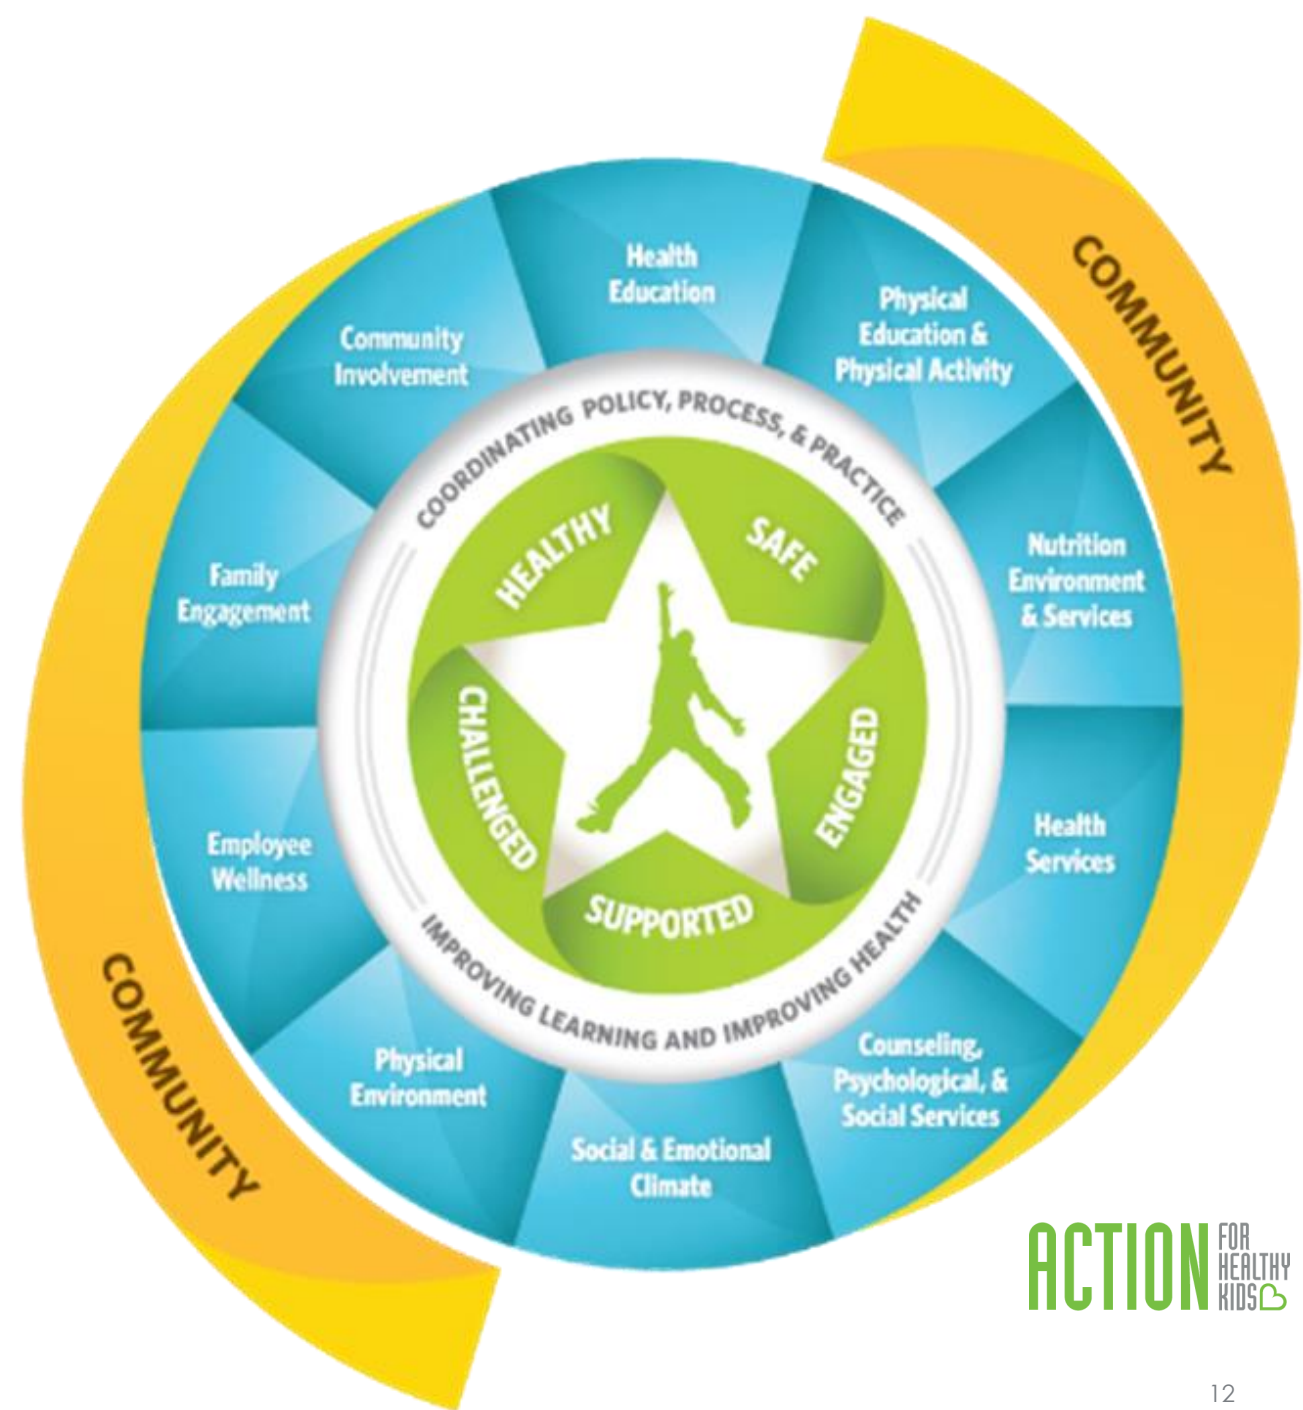 COMMUNITY
Health
Education
Physical
Education &
Physical Activity
Nutrition
Environment
& Services
Health
Services
Counseling,
Psychological, &
Social Services
Social & Emotional
Climate
Physical
Environment
Employee
Wellness
Family
Engagement
Community
Involvement
COORDINATING POLICY, PROCESS, & PRACTICE
IMPROVING LEARNING AND IMPROVING HEALTH
HEALTHY
SAFE
ENGAGED
SUPPORTED
CHALLENGED
COMMUNITY
ACTION
FOR
HEALTHY
KIDS
12